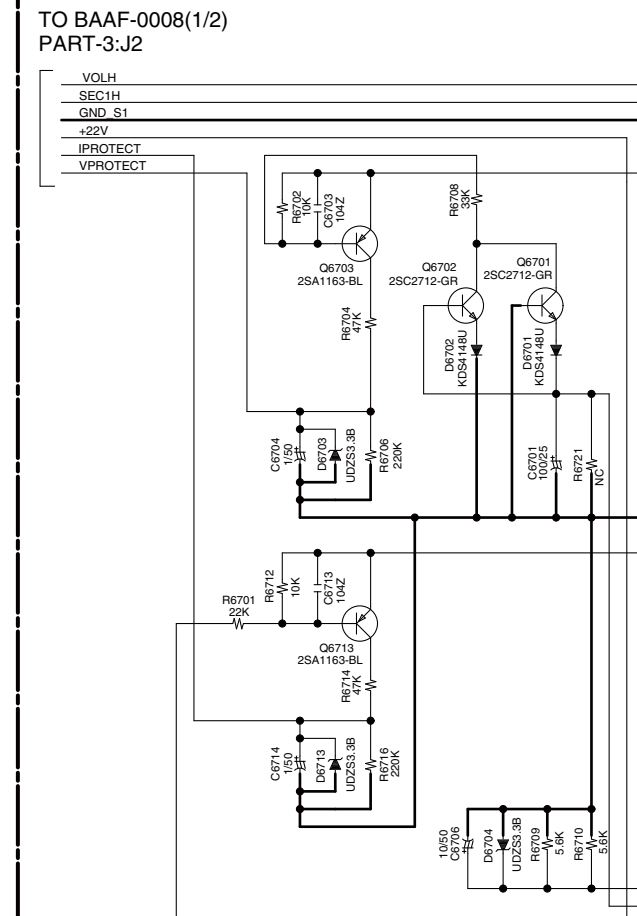 TO BAAF-0008(1/2)
PART-3:J2
VOLH
SEC1H
GND_S1
+22V
IPROTECT
VPROTECT
R6702
10K
C6703
104Z
R6708
33K
Q6703
2SA1163-BL
Q6702
2SC2712-GR
Q6701
2SC2712-GR
R6704
47K
D6702
KDS4148U
D6701
KDS4148U
C6704
1/50
D6703
UDZS3.3B
R6706
220K
C6701
100/25
R6721
NC
R6712
10K
C6713
104Z
R6701
22K
Q6713
2SA1163-BL
R6714
47K
C6714
1/50
D6713
UDZS3.3B
R6716
220K
10/50
C6706
D6704
UDZS3.3B
R6709
5.6K
R6710
5.6K